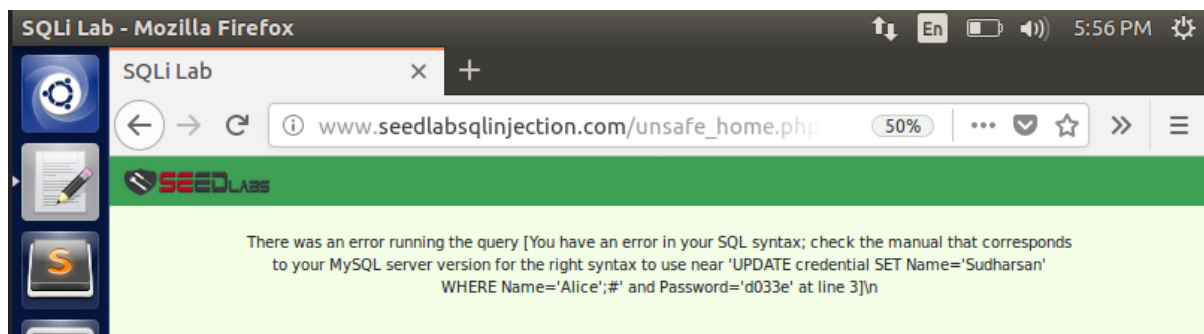 SQLi Lab - Mozilla Firefox En 5:56 PM
SQLi Lab
www.seedlabsqlinjection.com/unsafe_home.php 50%
SEEDLABS
There was an error running the query [You have an error in your SQL syntax; check the manual that corresponds
to your MySQL server version for the right syntax to use near 'UPDATE credential SET Name='Sudharsan'
WHERE Name='Alice';#' and Password='d033e' at line 3]\n